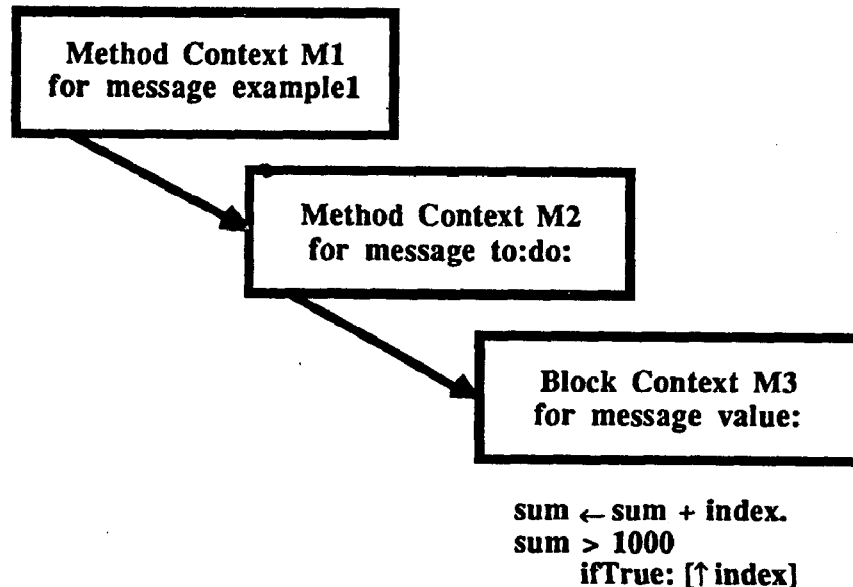 Method Context M1
for message example1
Method Context M2
for message to:do:
Block Context M3
for message value:
sum ← sum + index.
sum > 1000
ifTrue: [↑ index]